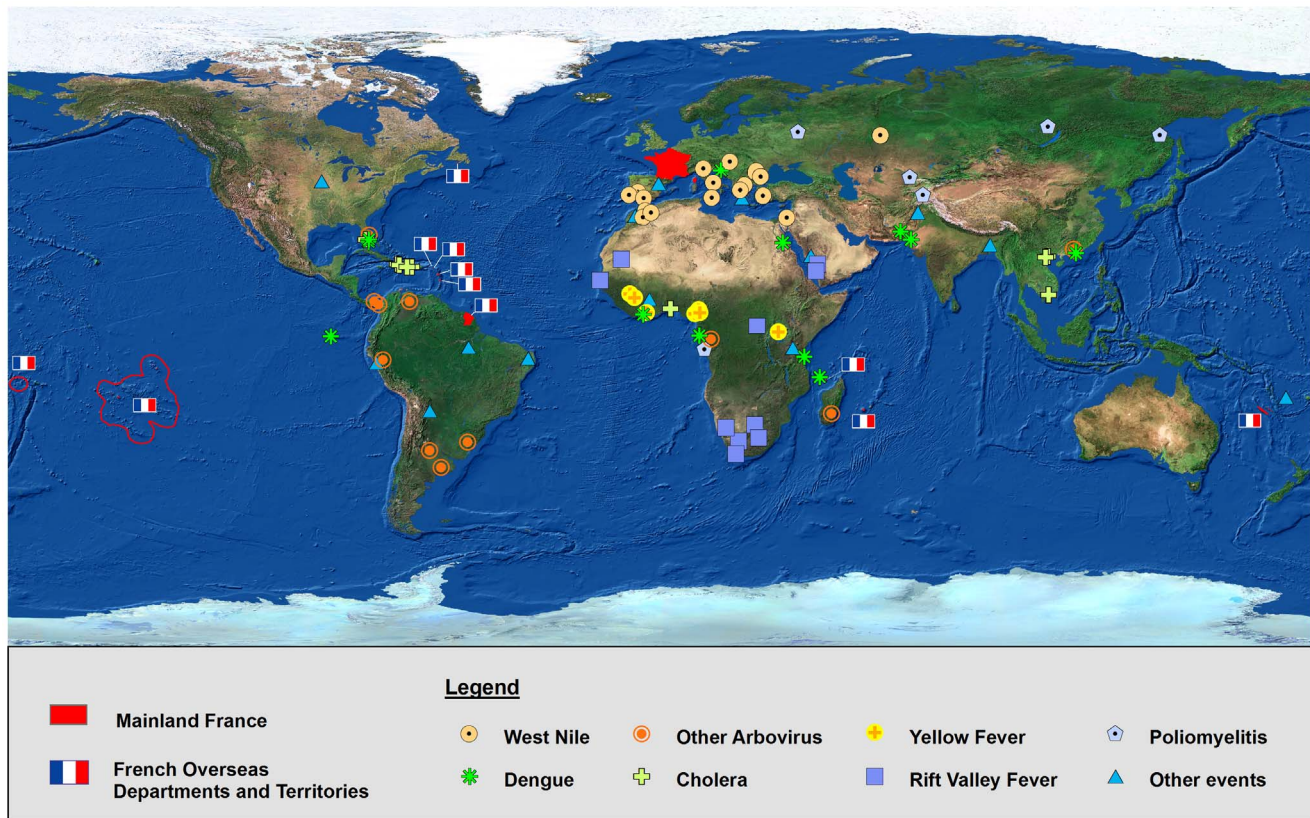 Legend
Mainland France
French Overseas
Departments and Territories
West Nile
Other Arbovirus
Yellow Fever
Poliomyelitis
Dengue
Cholera
Rift Valley Fever
Other events